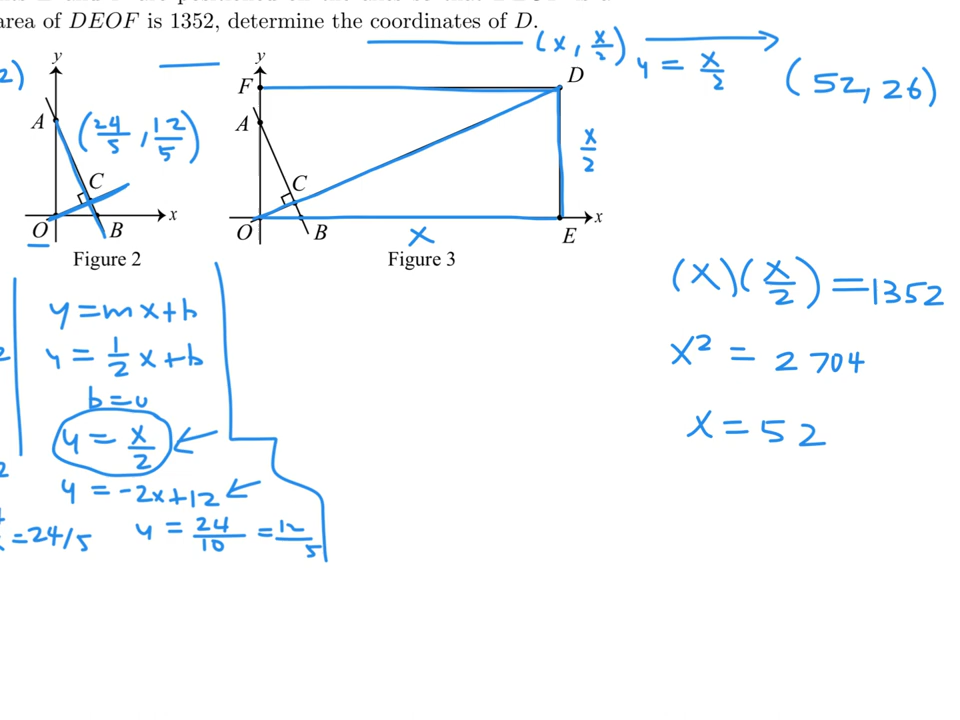 area of DEOF is 1352, determine the coordinates of D.
(x, x/2) y = x/2 (52, 26)
2)
y
A
(24/5, 12/5)
C
O
B
x
Figure 2
y
F
D
A
C
x/2
O
B
x
E
x
Figure 3
y = mx + b
y = 1/2 x + b
b = 0
y = x/2
y = -2x + 12
= 24/5 y = 24/10 = 12/5
(x)(x/2) = 1352
x² = 2704
x = 52